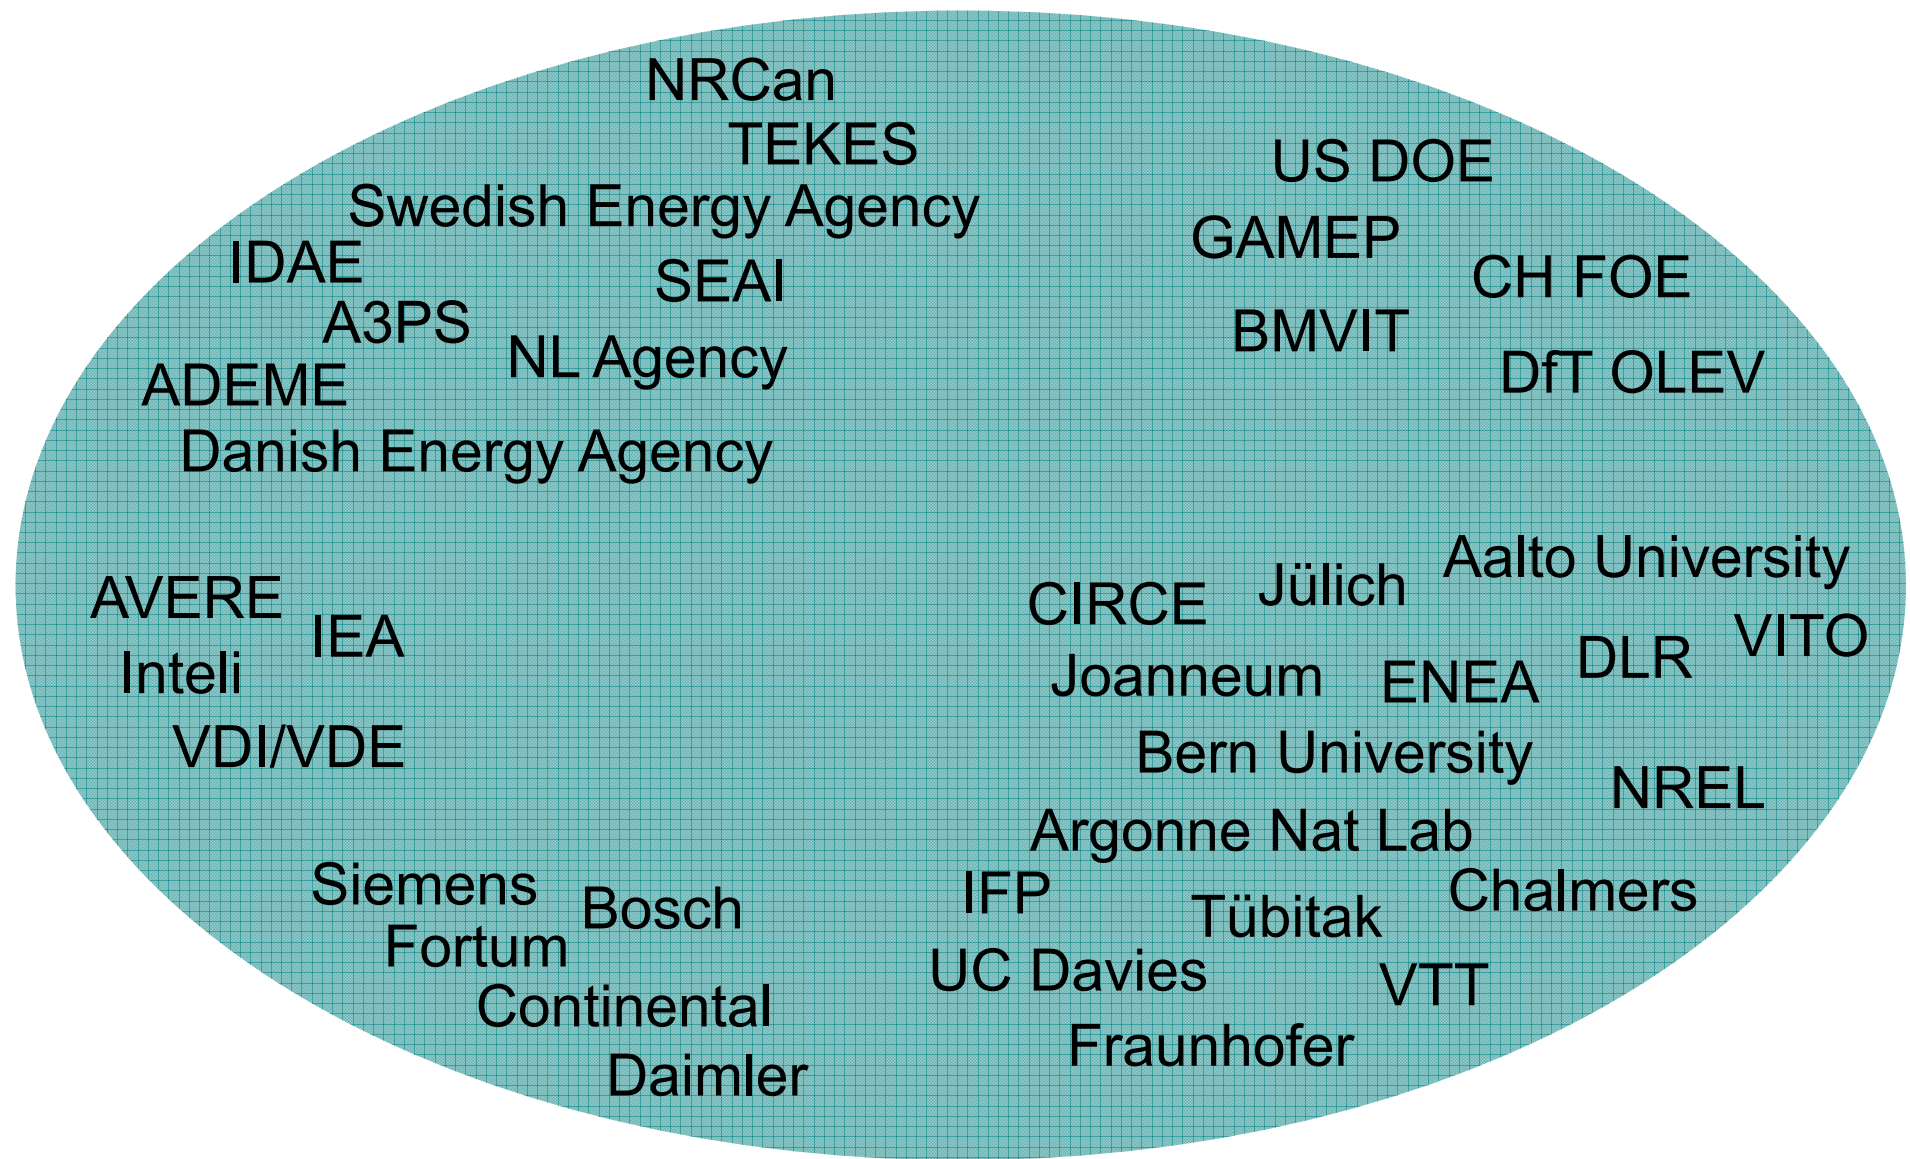 NRCan
TEKES
Swedish Energy Agency
IDAE
SEAI
A3PS
NL Agency
ADEME
Danish Energy Agency
US DOE
GAMEP
CH FOE
BMVIT
DfT OLEV
AVERE
IEA
Inteli
VDI/VDE
Siemens
Bosch
Fortum
Continental
Daimler
Aalto University
Jülich
CIRCE
VITO
DLR
Joanneum
ENEA
Bern University
NREL
Argonne Nat Lab
IFP
Chalmers
Tübitak
UC Davies
VTT
Fraunhofer